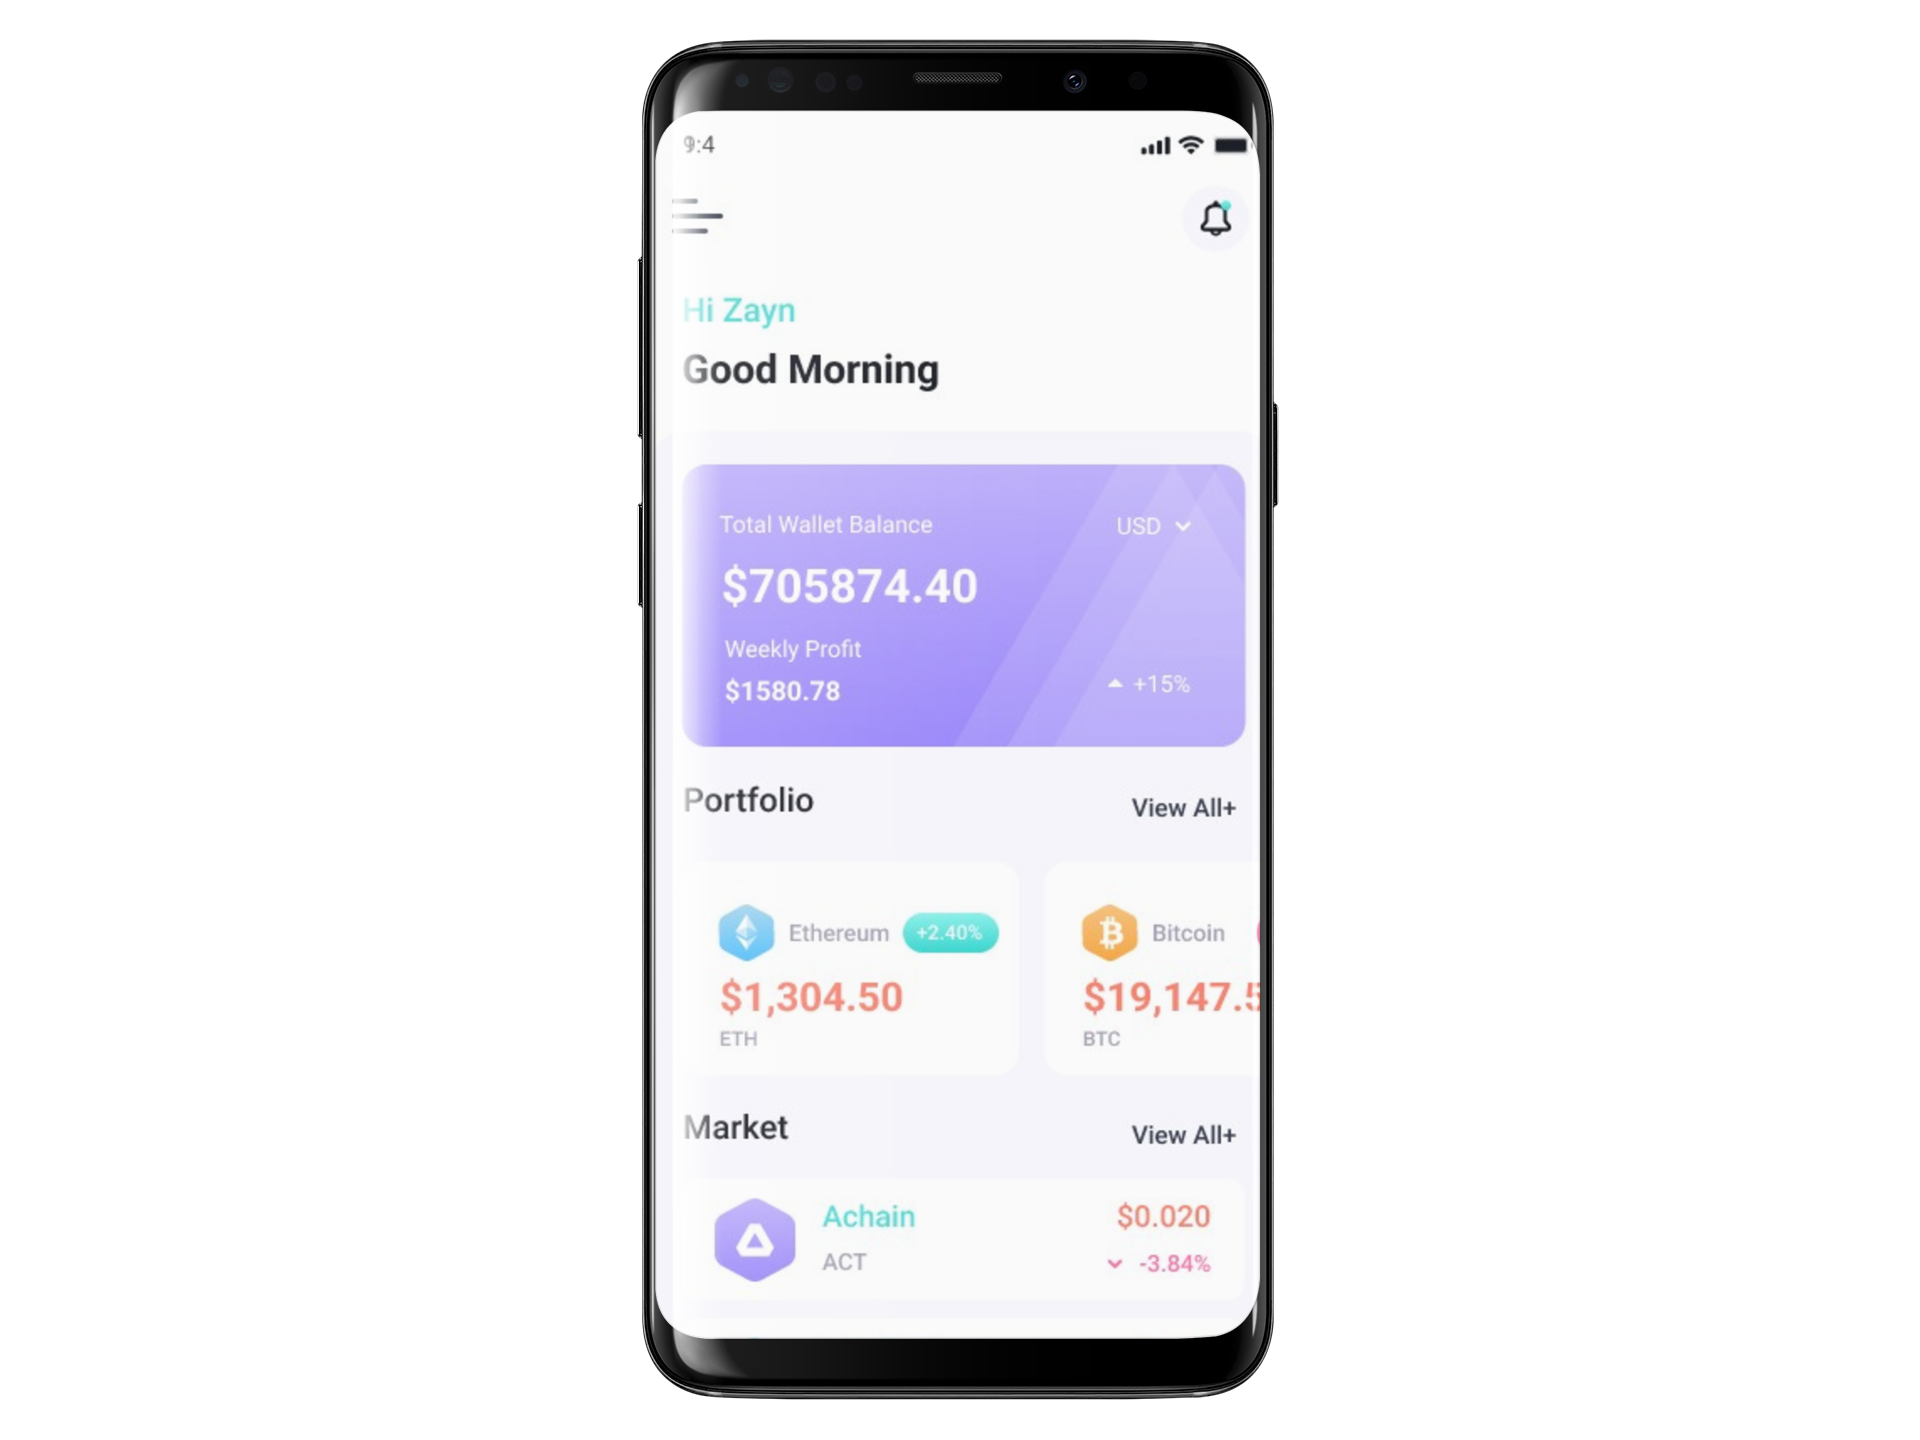 9:4
Hi Zayn
Good Morning
Total Wallet Balance
USD
$705874.40
Weekly Profit
$1580.78
+15%
Portfolio
View All+
Ethereum
+2.40%
$1,304.50
ETH
Bitcoin
$19,147.5
BTC
Market
View All+
Achain
$0.020
ACT
-3.84%